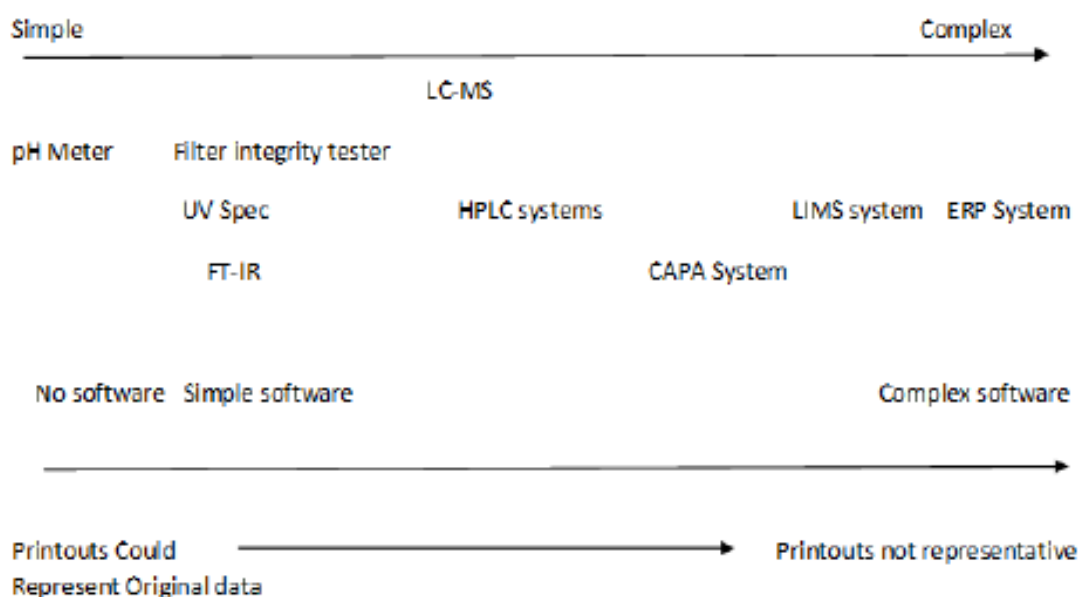 Simple Complex
LC-MS
pH Meter Filter integrity tester
UV Spec HPLC systems LIMS system ERP System
FT-IR CAPA System
No software Simple software Complex software
Printouts Could Printouts not representative
Represent Original data